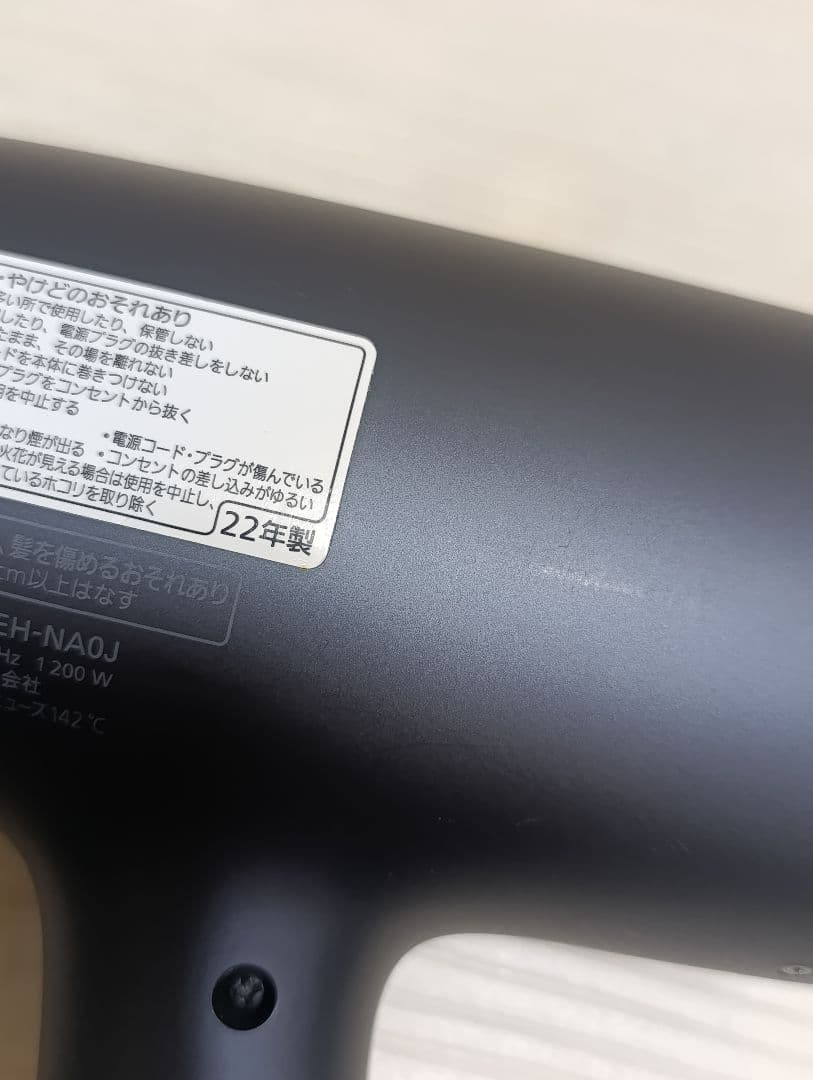 ・やけどのおそれあり
多い所で使用したり、保管しない
したり、電源プラグの抜き差しをしない
たまま、その場を離れない
ードを本体に巻きつけない
プラグをコンセントから抜く
用を中止する
なり煙が出る ・電源コード・プラグが傷んでいる
火花が見える ・コンセントの差し込みがゆるい
場合は使用を中止し、
ているホコリを取り除く
22年製
、髪を傷めるおそれあり
cm以上はなす
EH-NA0J
Hz 1200 W
会社
ューズ142℃